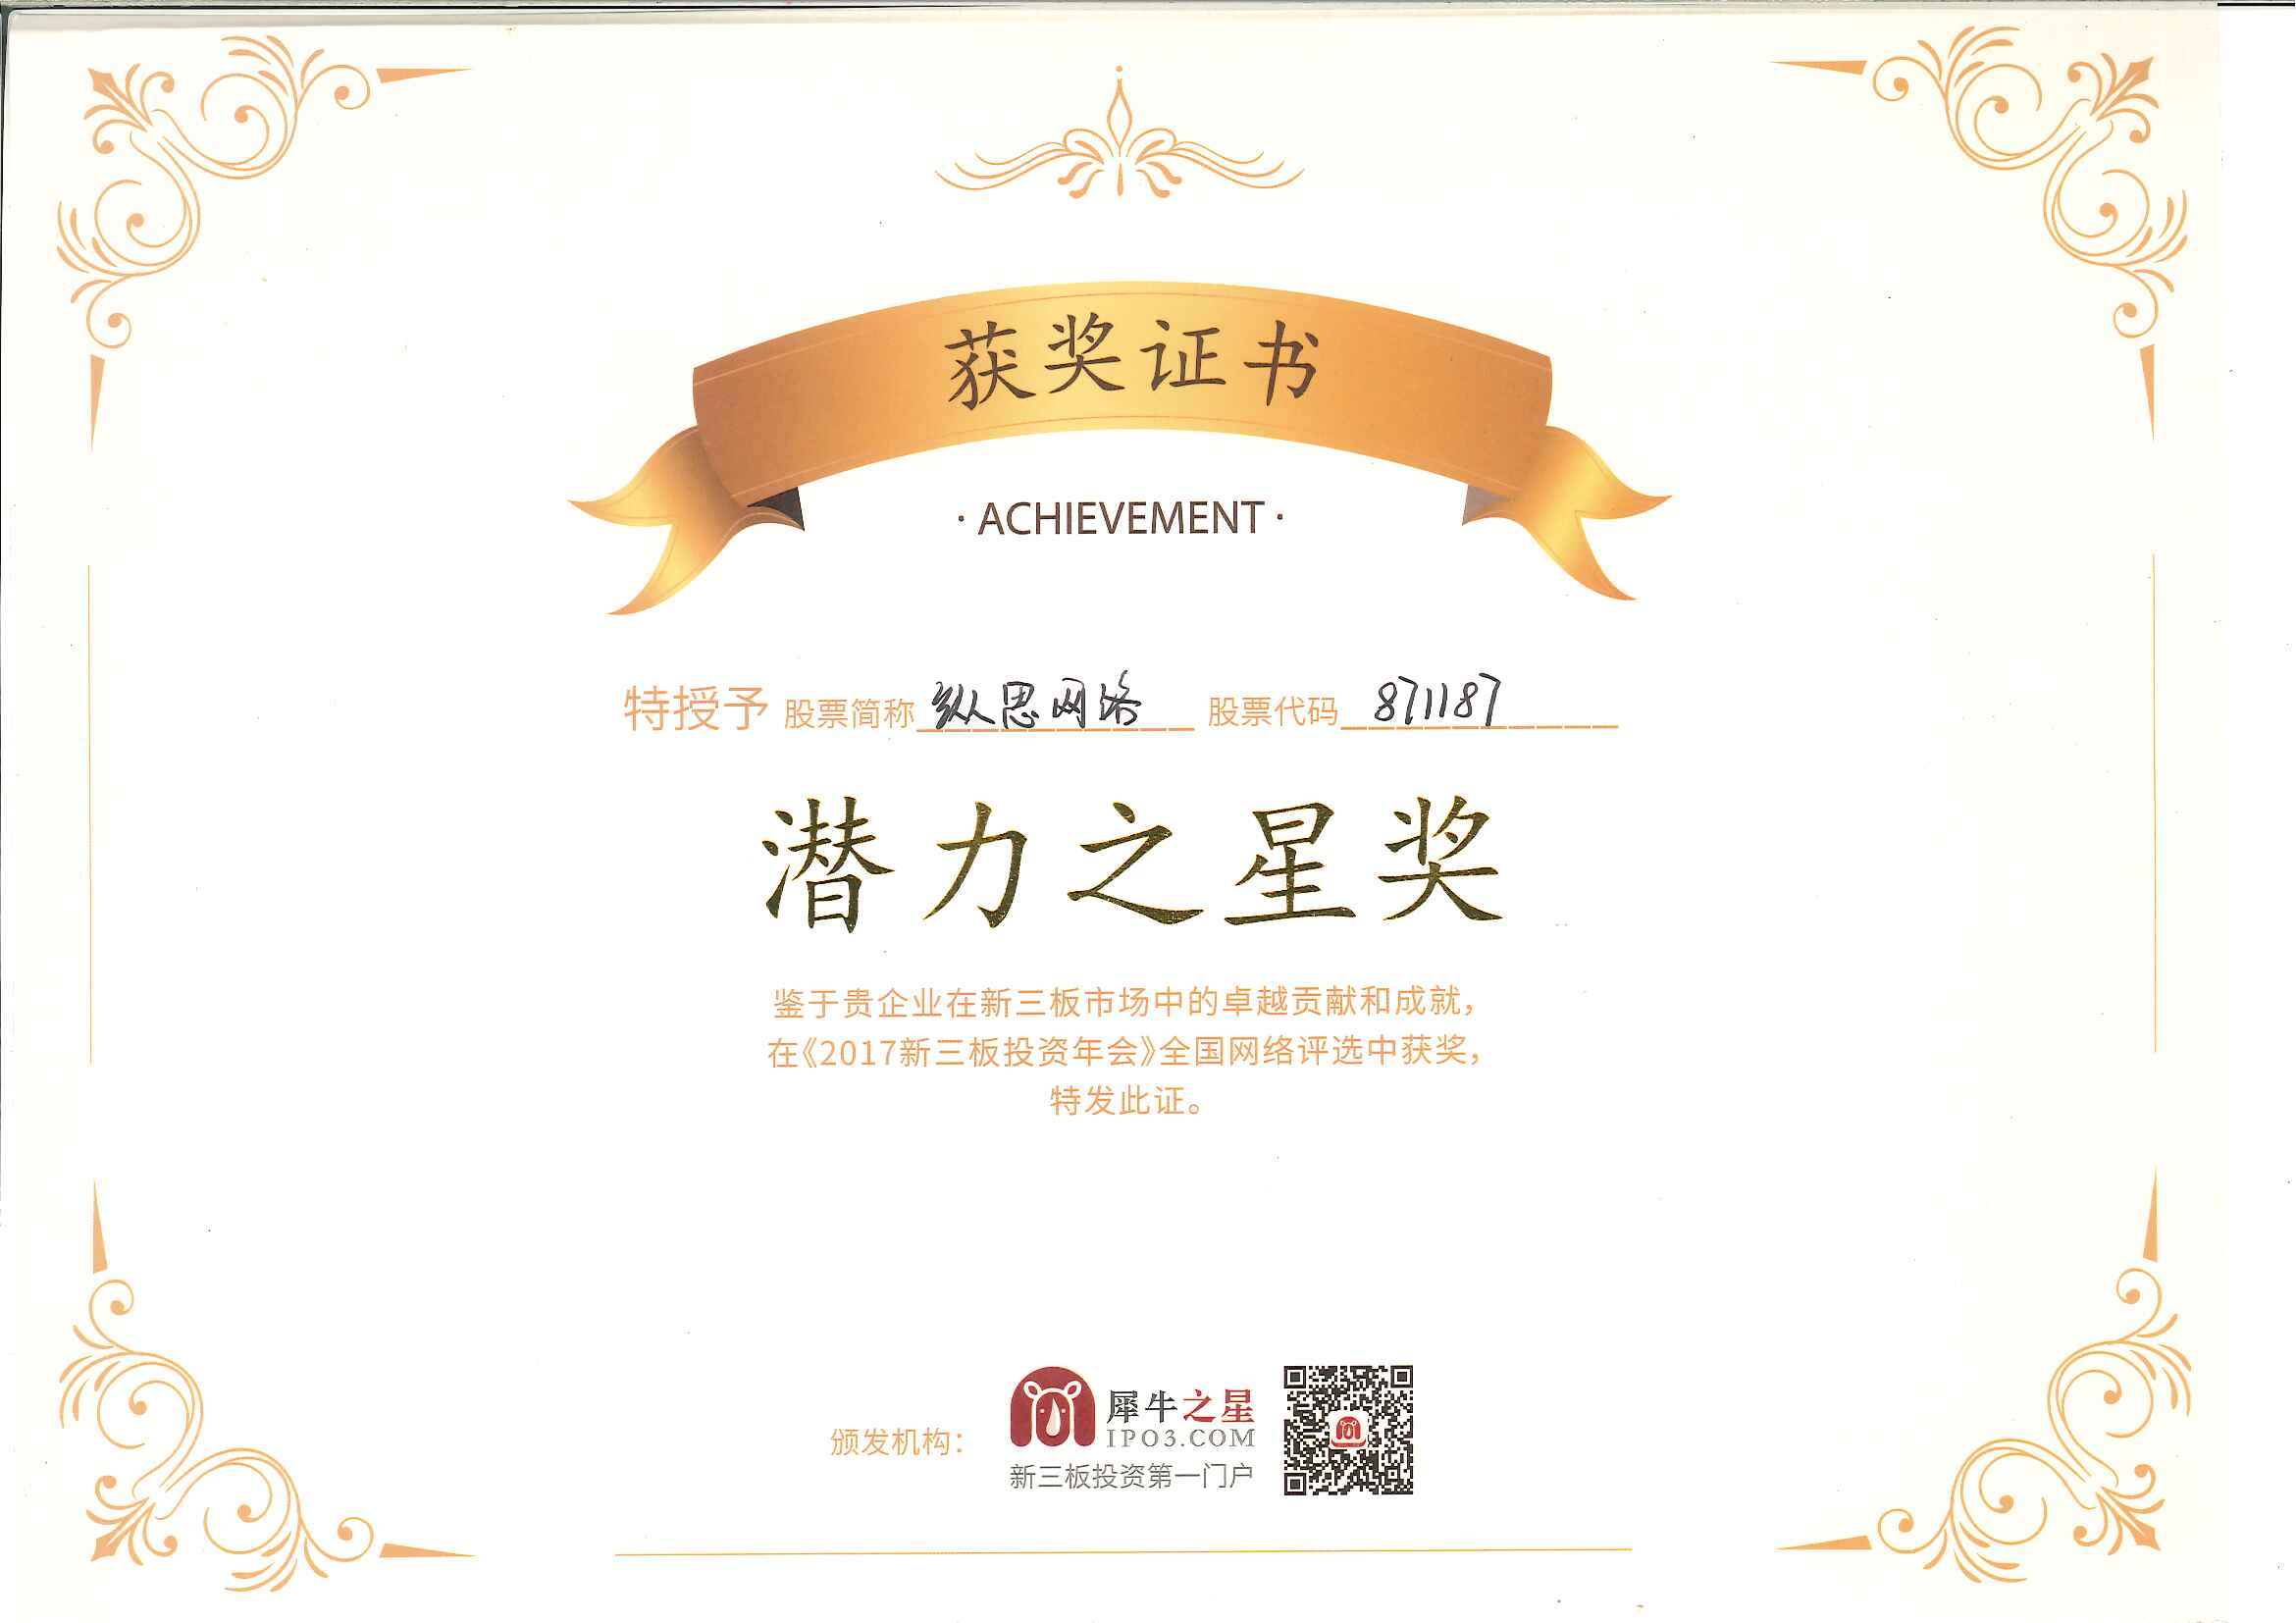 获奖证书
· ACHIEVEMENT ·
特授予 股票简称 纵思网络 股票代码 871187
潜力之星奖
鉴于贵企业在新三板市场中的卓越贡献和成就，
在《2017新三板投资年会》全国网络评选中获奖，
特发此证。
颁发机构：
犀牛之星
IPO3.COM
新三板投资第一门户